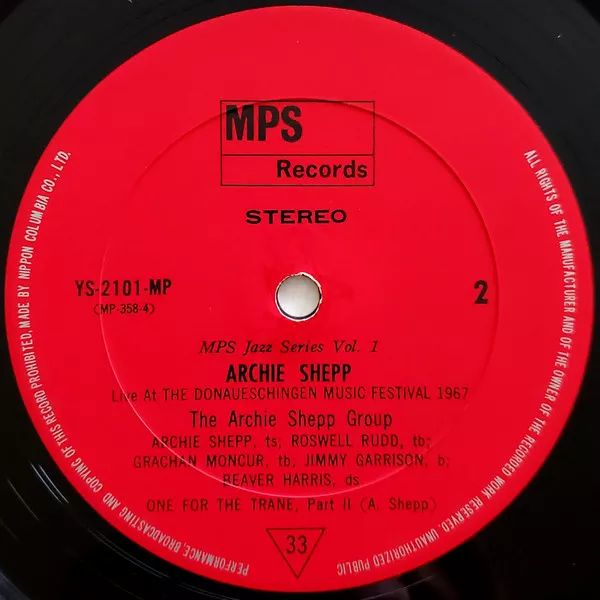 MPS
Records
STEREO
YS-2101-MP
(MP-358-4)
2
MPS Jazz Series Vol. 1
ARCHIE SHEPP
Live At THE DONAUESCHINGEN MUSIC FESTIVAL 1967
The Archie Shepp Group
ARCHIE SHEPP, ts; ROSWELL RUDD, tb;
GRACHAN MONCUR, tb; JIMMY GARRISON, b;
BEAVER HARRIS, ds
ONE FOR THE TRANE, Part II (A. Shepp)
33
ALL RIGHTS OF THE MANUFACTURER AND OF THE OWNER OF THE RECORDED WORK RESERVED. UNAUTHORIZED PUBLIC
PERFORMANCE, BROADCASTING AND COPYING OF THIS RECORD PROHIBITED. MADE BY NIPPON COLUMBIA CO., LTD.